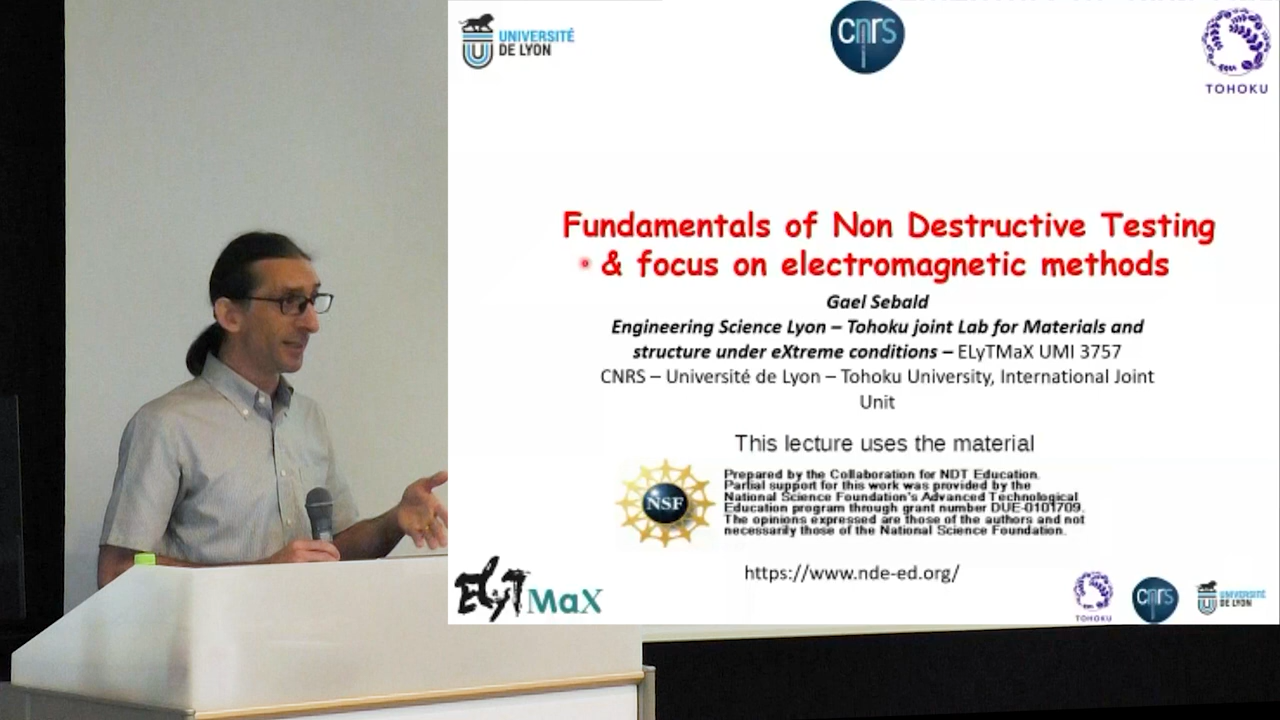 UNIVERSITÉ
DE LYON
cnrs
TOHOKU
Fundamentals of Non Destructive Testing
& focus on electromagnetic methods
Gael Sebald
Engineering Science Lyon – Tohoku joint Lab for Materials and
structure under eXtreme conditions – ELyTMaX UMI 3757
CNRS – Université de Lyon – Tohoku University, International Joint
Unit
This lecture uses the material
NSF
Prepared by the Collaboration for NDT Education.
Partial support for this work was provided by the
National Science Foundation's Advanced Technological
Education program through grant number DUE-0101709.
The opinions expressed are those of the authors and not
necessarily those of the National Science Foundation.
https://www.nde-ed.org/
ELyT MaX
TOHOKU
cnrs
UNIVERSITÉ
DE LYON